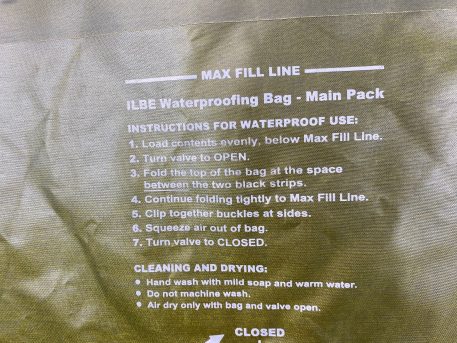 MAX FILL LINE
ILBE Waterproofing Bag - Main Pack
INSTRUCTIONS FOR WATERPROOF USE:
1. Load contents evenly, below Max Fill Line.
2. Turn valve to OPEN.
3. Fold the top of the bag at the space
between the two black strips.
4. Continue folding tightly to Max Fill Line.
5. Clip together buckles at sides.
6. Squeeze air out of bag.
7. Turn valve to CLOSED.
CLEANING AND DRYING:
• Hand wash with mild soap and warm water.
• Do not machine wash.
• Air dry only with bag and valve open.
CLOSED